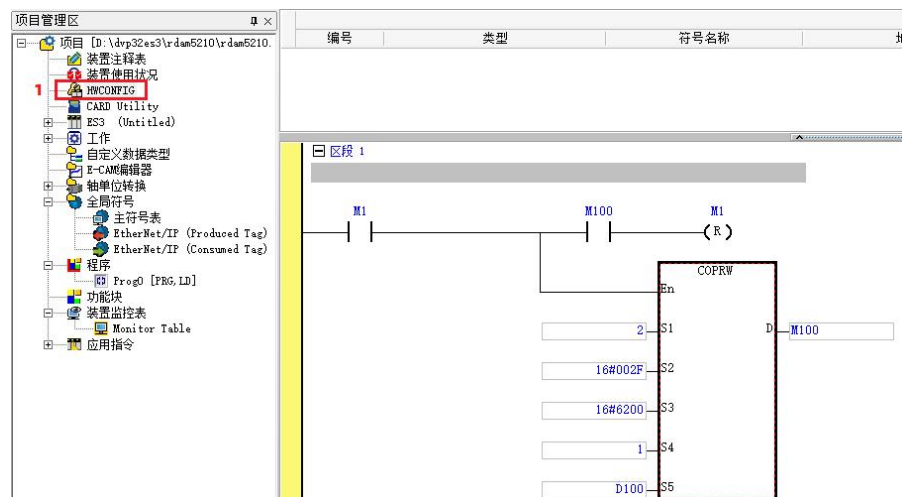 项目管理区
项目 [D:\dvp32es3\rdam5210\rdam5210.
装置注释表
装置使用状况
1 HWCONFIG
CARD Utility
ES3 (Untitled)
工作
自定义数据类型
E-CAM编辑器
轴单位转换
全局符号
主符号表
EtherNet/IP (Produced Tag)
EtherNet/IP (Consumed Tag)
程序
Prog0 [PRG,LD]
功能块
装置监控表
Monitor Table
应用指令
编号 类型 符号名称
区段 1
M1 M100 M1
R
COPRW
En
2 S1 D M100
16#002F S2
16#6200 S3
1 S4
D100 S5